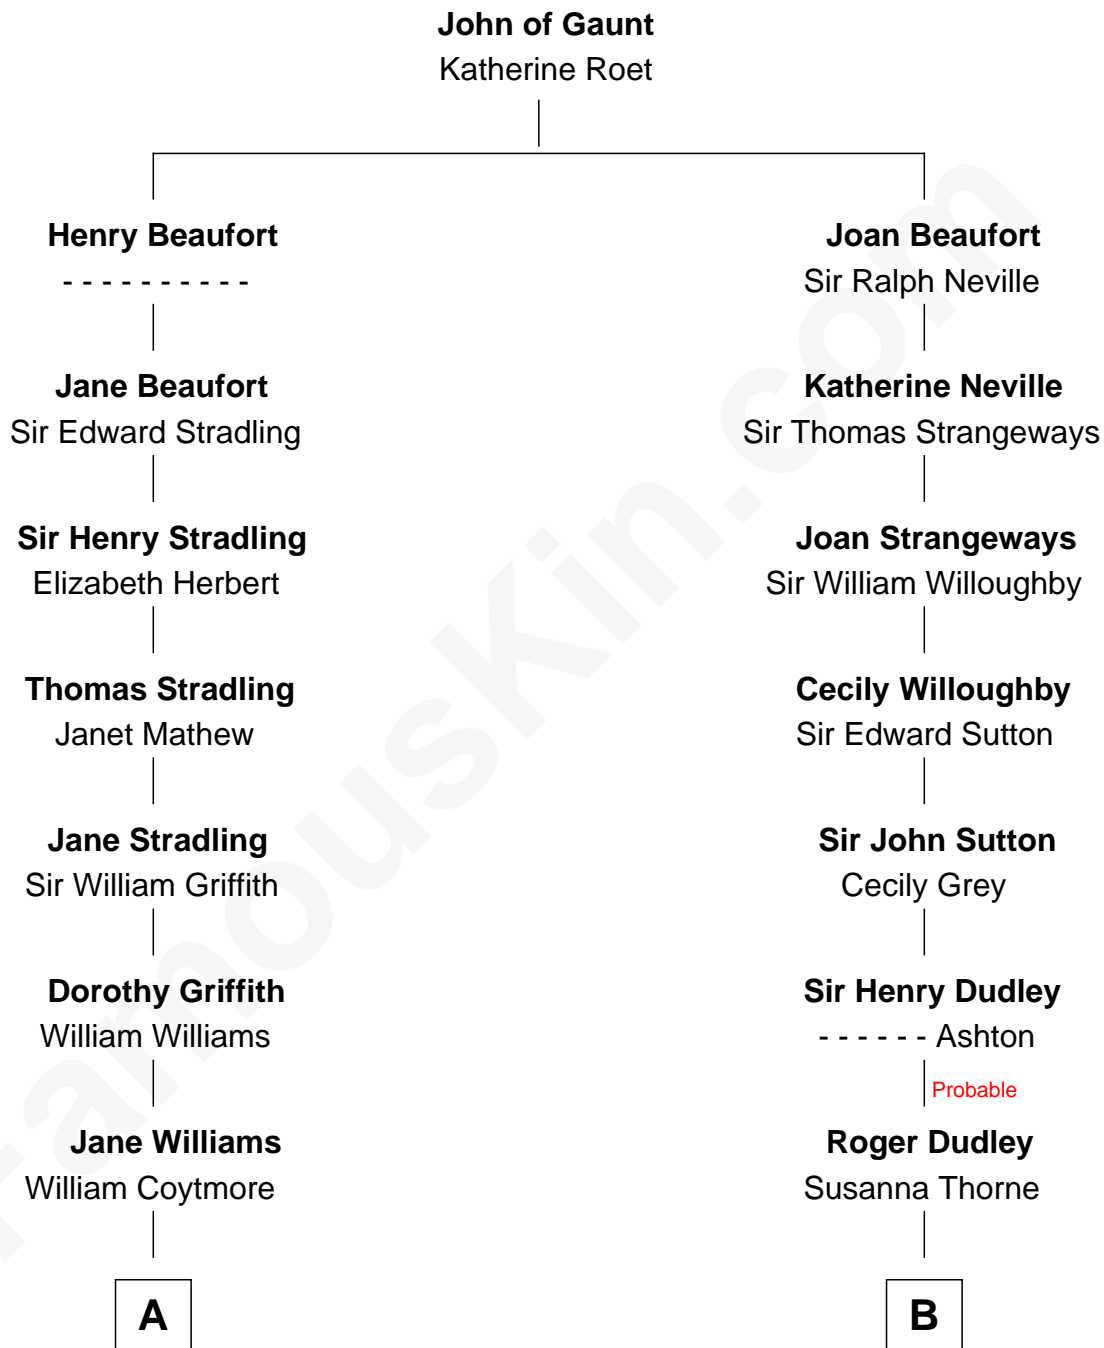 John of Gaunt
Katherine Roet
Henry Beaufort
- - - - - - - - - -
Jane Beaufort
Sir Edward Stradling
Sir Henry Stradling
Elizabeth Herbert
Thomas Stradling
Janet Mathew
Jane Stradling
Sir William Griffith
Dorothy Griffith
William Williams
Jane Williams
William Coytmore
A
Joan Beaufort
Sir Ralph Neville
Katherine Neville
Sir Thomas Strangeways
Joan Strangeways
Sir William Willoughby
Cecily Willoughby
Sir Edward Sutton
Sir John Sutton
Cecily Grey
Sir Henry Dudley
- - - - - - Ashton
Probable
Roger Dudley
Susanna Thorne
B
FamousKin.com